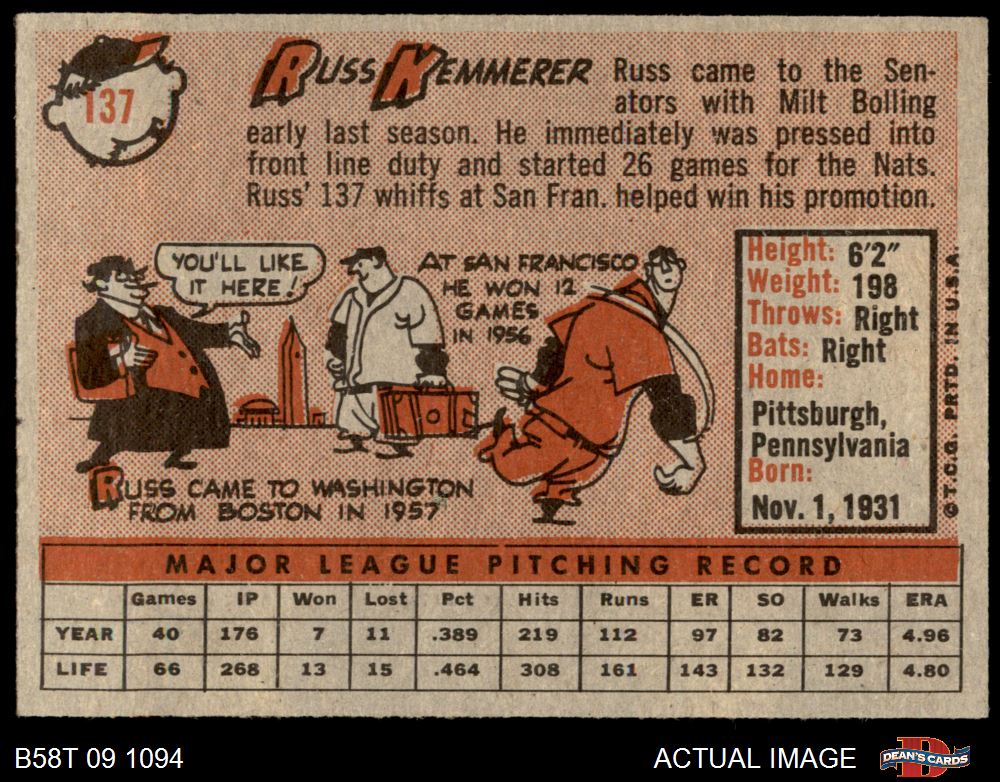 137
RUSS KEMMERER
Russ came to the Sen-
ators with Milt Bolling
early last season. He immediately was pressed into
front line duty and started 26 games for the Nats.
Russ' 137 whiffs at San Fran. helped win his promotion.
YOU'LL LIKE
IT HERE!
AT SAN FRANCISCO
HE WON 12
GAMES
IN 1956
RUSS CAME TO WASHINGTON
FROM BOSTON IN 1957
Height: 6'2"
Weight: 198
Throws: Right
Bats: Right
Home:
Pittsburgh,
Pennsylvania
Born:
Nov. 1, 1931
© T.C.G. PRTD. IN U.S.A.
MAJOR LEAGUE PITCHING RECORD
Games IP Won Lost Pct Hits Runs ER SO Walks ERA
YEAR 40 176 7 11 .389 219 112 97 82 73 4.96
LIFE 66 268 13 15 .464 308 161 143 132 129 4.80
B58T 09 1094 ACTUAL IMAGE DEAN'S CARDS